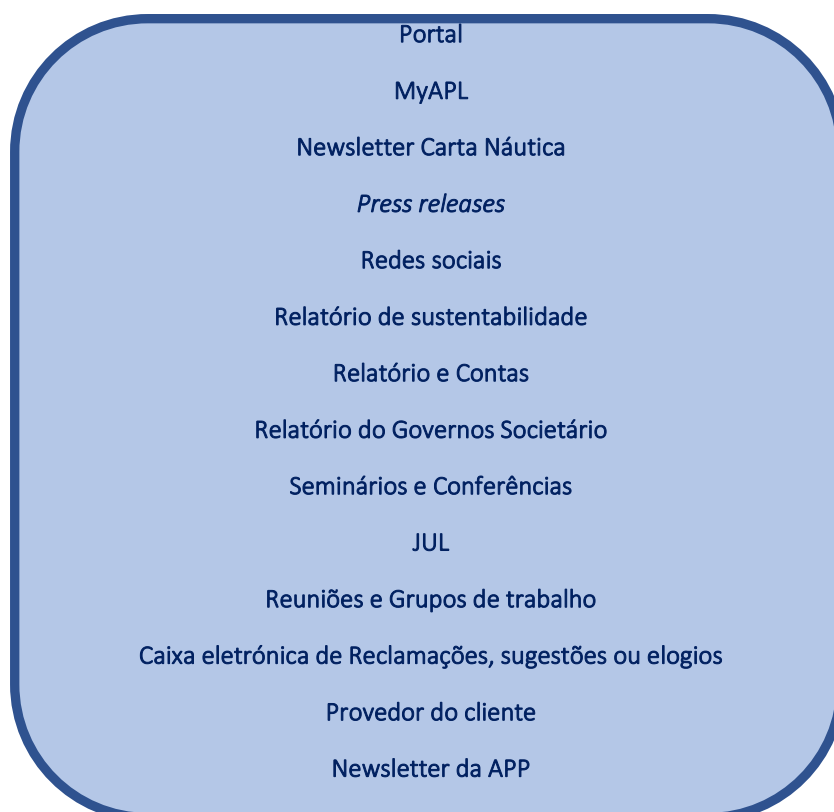 Portal
MyAPL
Newsletter Carta Náutica
Press releases
Redes sociais
Relatório de sustentabilidade
Relatório e Contas
Relatório do Governos Societário
Seminários e Conferências
JUL
Reuniões e Grupos de trabalho
Caixa eletrónica de Reclamações, sugestões ou elogios
Provedor do cliente
Newsletter da APP